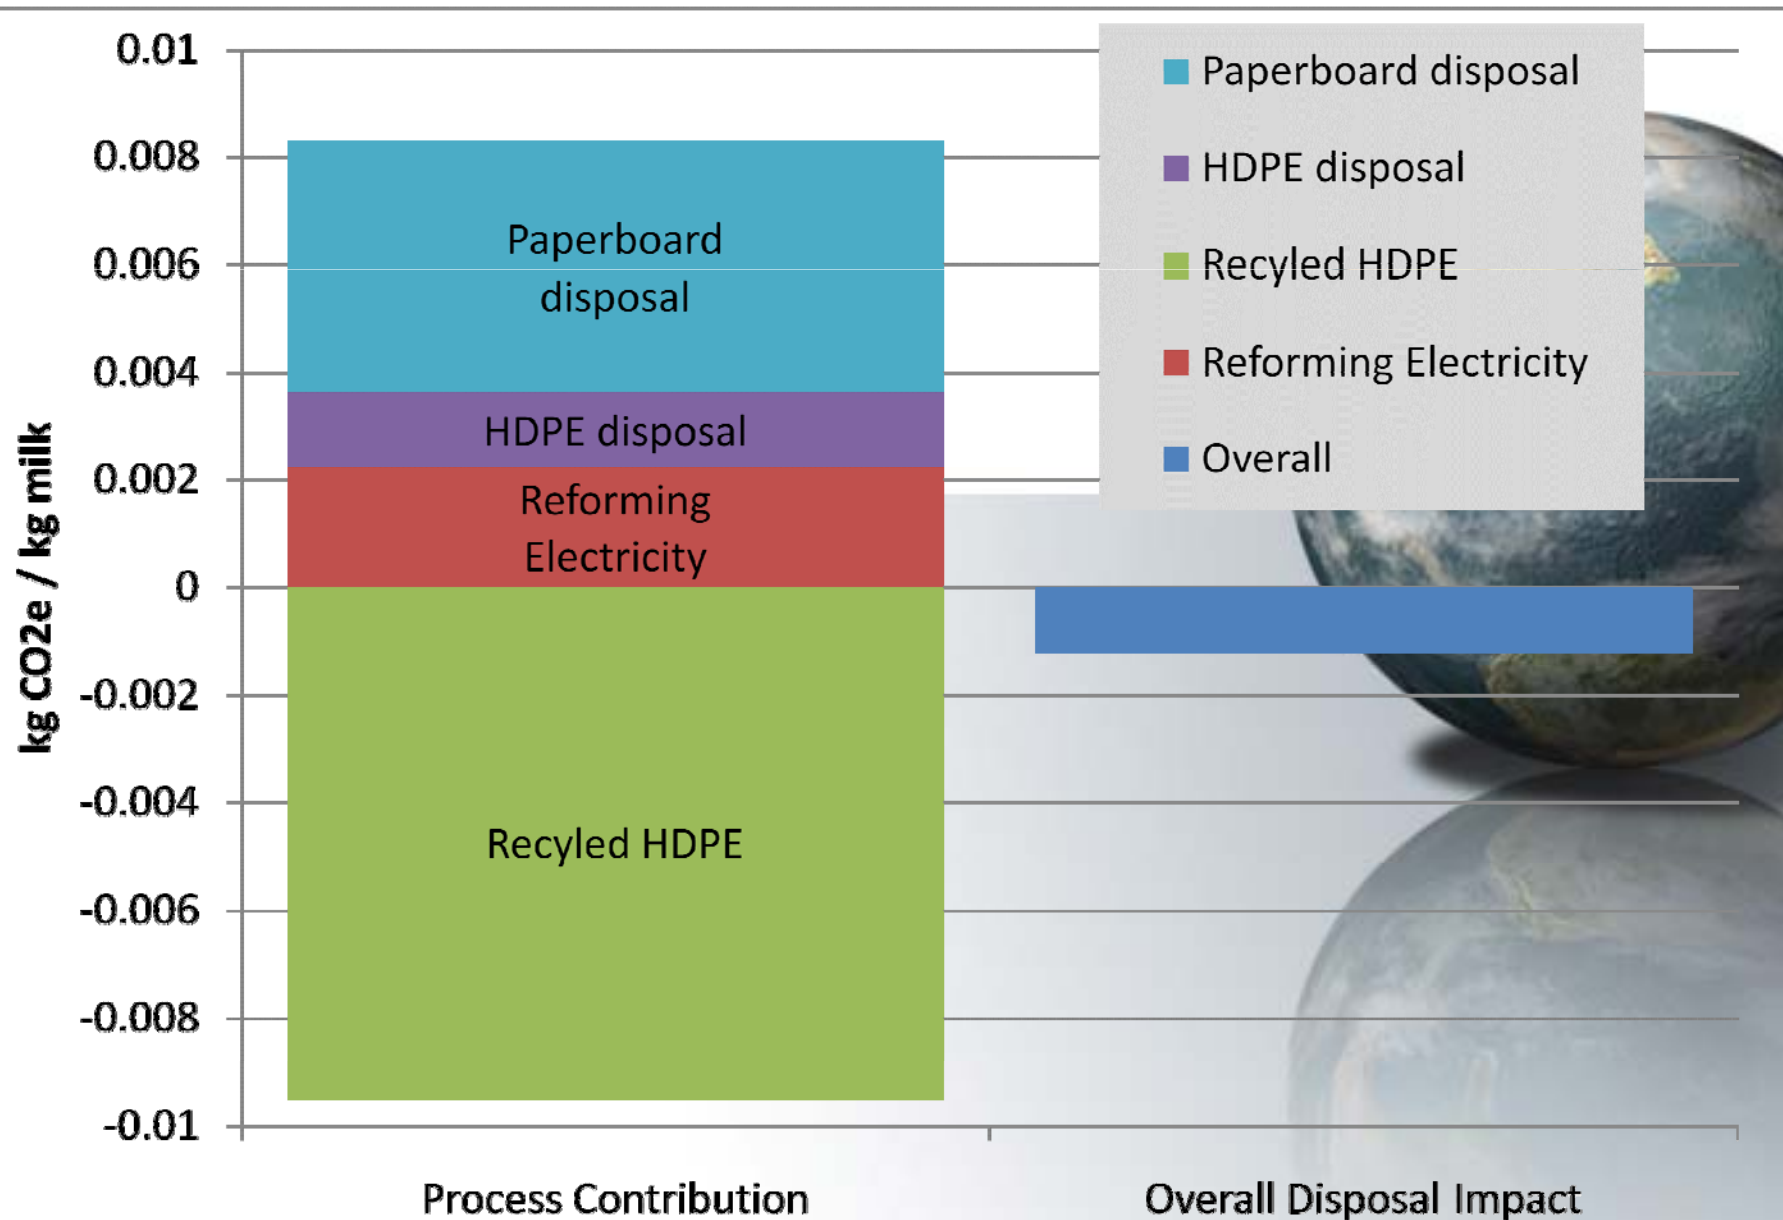 kg CO2e / kg milk
0.01
0.008
0.006
0.004
0.002
0
-0.002
-0.004
-0.006
-0.008
-0.01
Paperboard
disposal
HDPE disposal
Reforming
Electricity
Recyled HDPE
Paperboard disposal
HDPE disposal
Recyled HDPE
Reforming Electricity
Overall
Process Contribution
Overall Disposal Impact